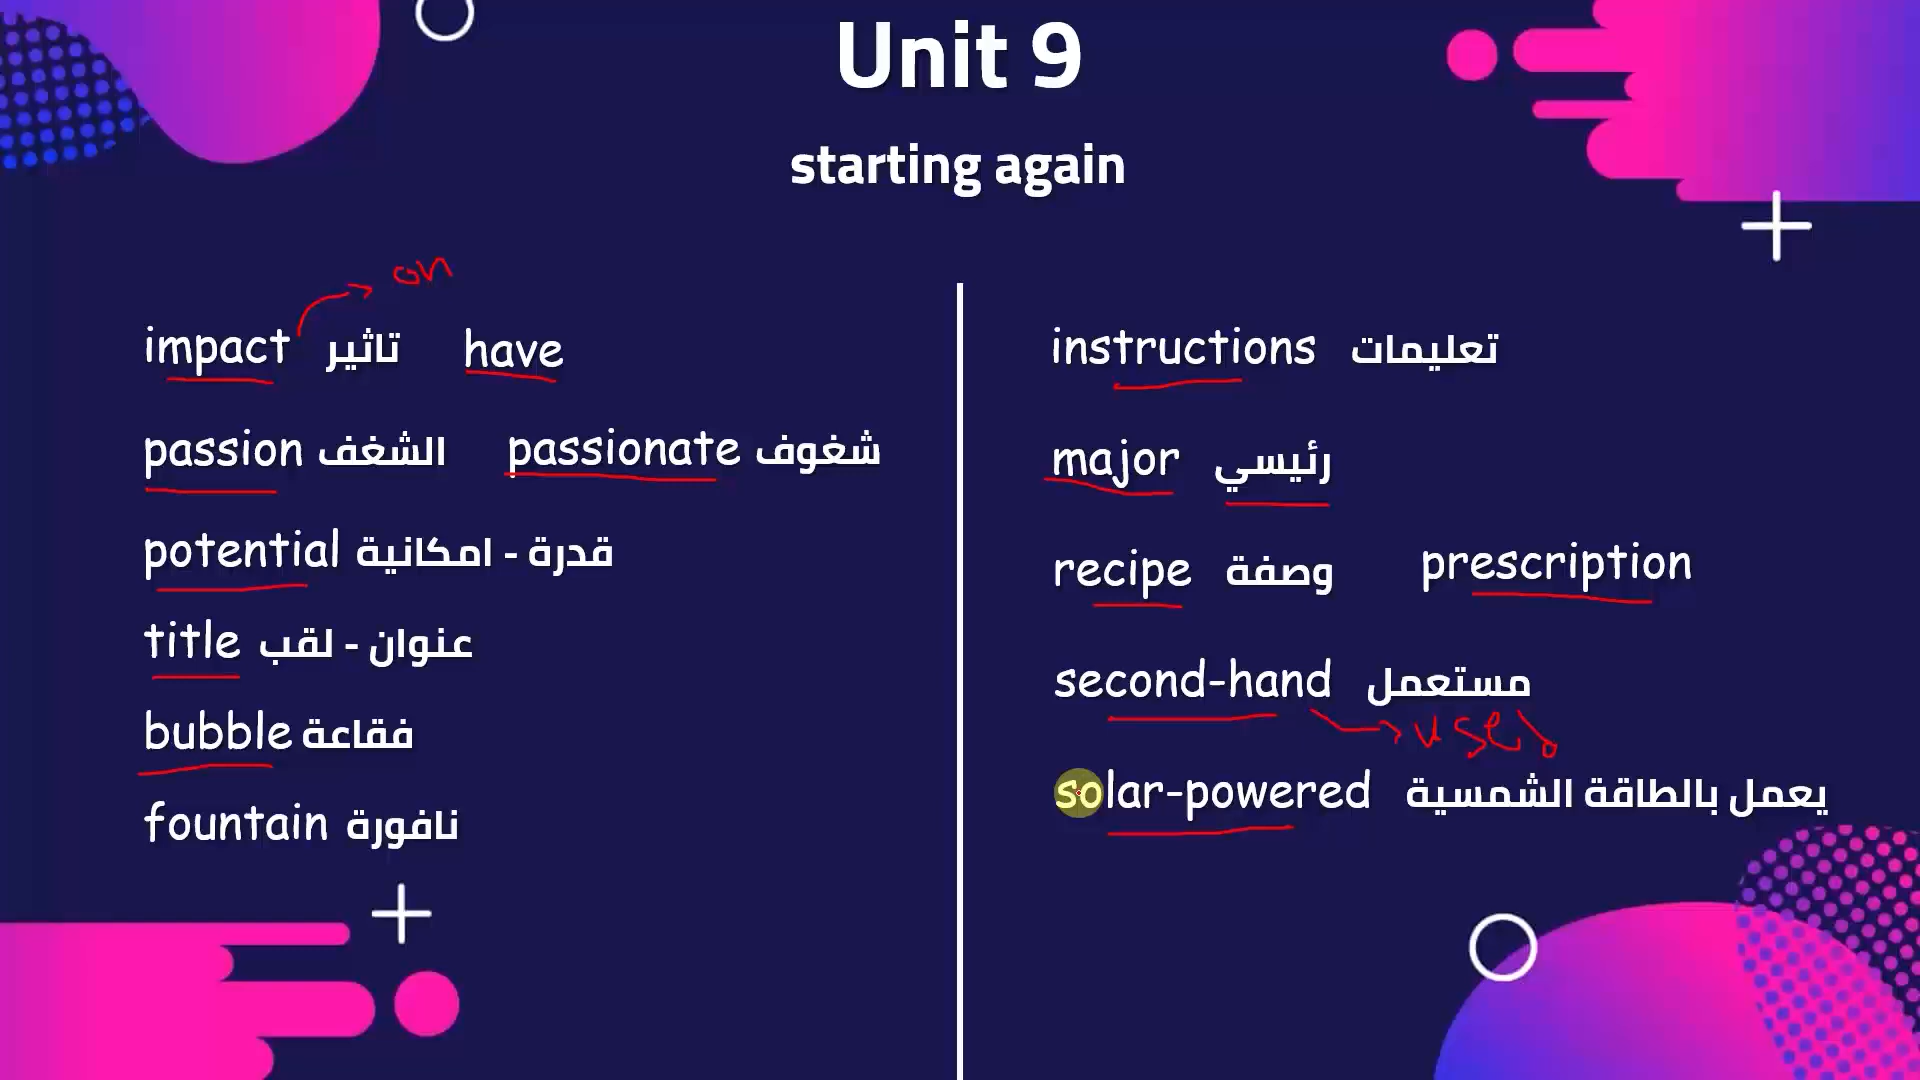 Unit 9
starting again
on
impact تاثير have
passion الشغف passionate شغوف
potential قدرة - امكانية
title عنوان - لقب
bubble فقاعة
fountain نافورة
instructions تعليمات
major رئيسي
recipe وصفة prescription
second-hand مستعمل
used
solar-powered يعمل بالطاقة الشمسية